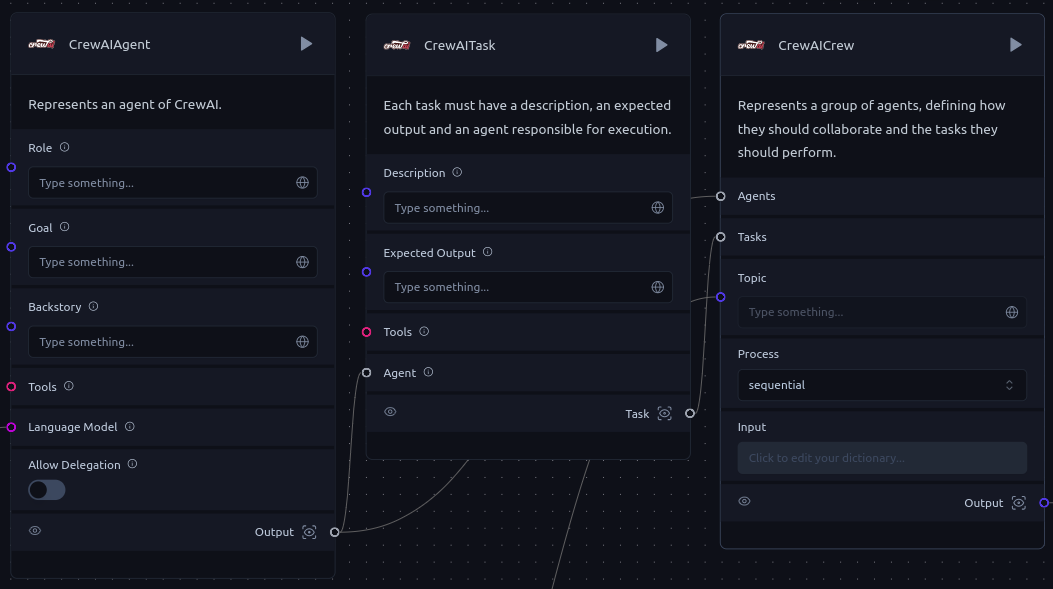 crewai
CrewAIAgent
Represents an agent of CrewAI.
Role
Type something...
Goal
Type something...
Backstory
Type something...
Tools
Language Model
Allow Delegation
Output
crewai
CrewAITask
Each task must have a description, an expected
output and an agent responsible for execution.
Description
Type something...
Expected Output
Type something...
Tools
Agent
Task
crewai
CrewAICrew
Represents a group of agents, defining how
they should collaborate and the tasks they
should perform.
Agents
Tasks
Topic
Type something...
Process
sequential
Input
Click to edit your dictionary...
Output